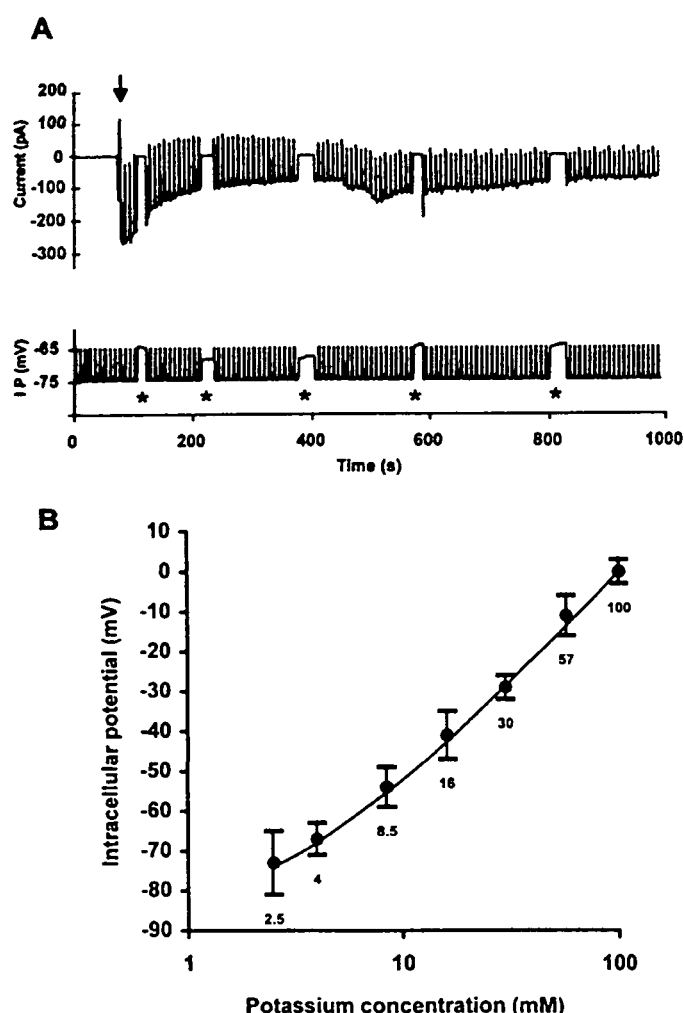 A
Current (pA)
200
100
0
-100
-200
-300
I P (mV)
-65
-75
* * * * *
0 200 400 600 800 1000
Time (s)
B
Intracellular potential (mV)
10
0
-10
-20
-30
-40
-50
-60
-70
-80
-90
100
57
30
16
8.5
4
2.5
1 10 100
Potassium concentration (mM)